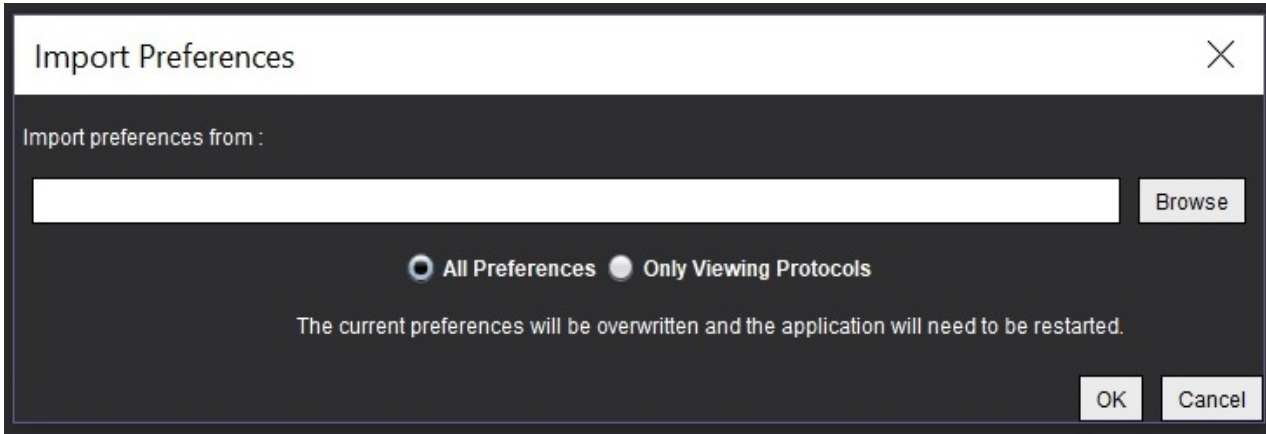 Import Preferences
Import preferences from :
Browse
All Preferences Only Viewing Protocols
The current preferences will be overwritten and the application will need to be restarted.
OK Cancel